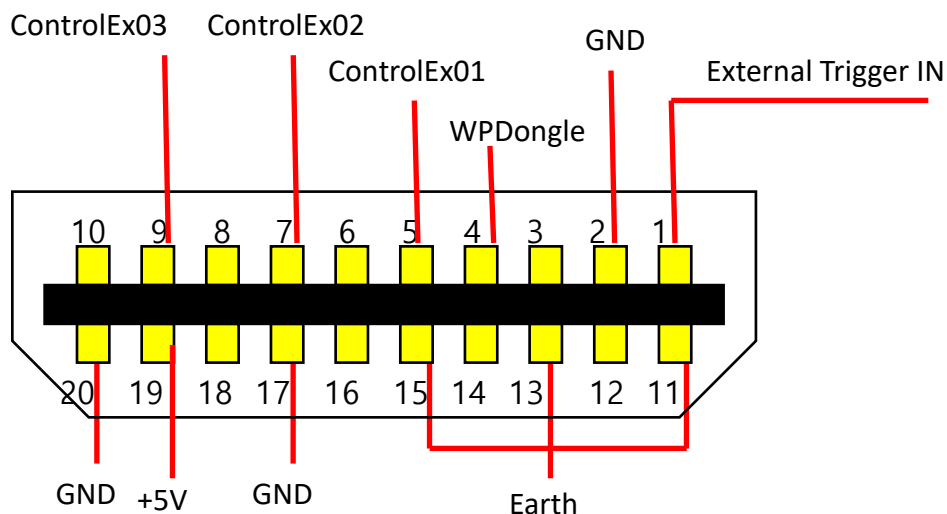 ControlEx03 ControlEx02 GND
ControlEx01 External Trigger IN
WPDongle
10 9 8 7 6 5 4 3 2 1
20 19 18 17 16 15 14 13 12 11
GND +5V GND Earth